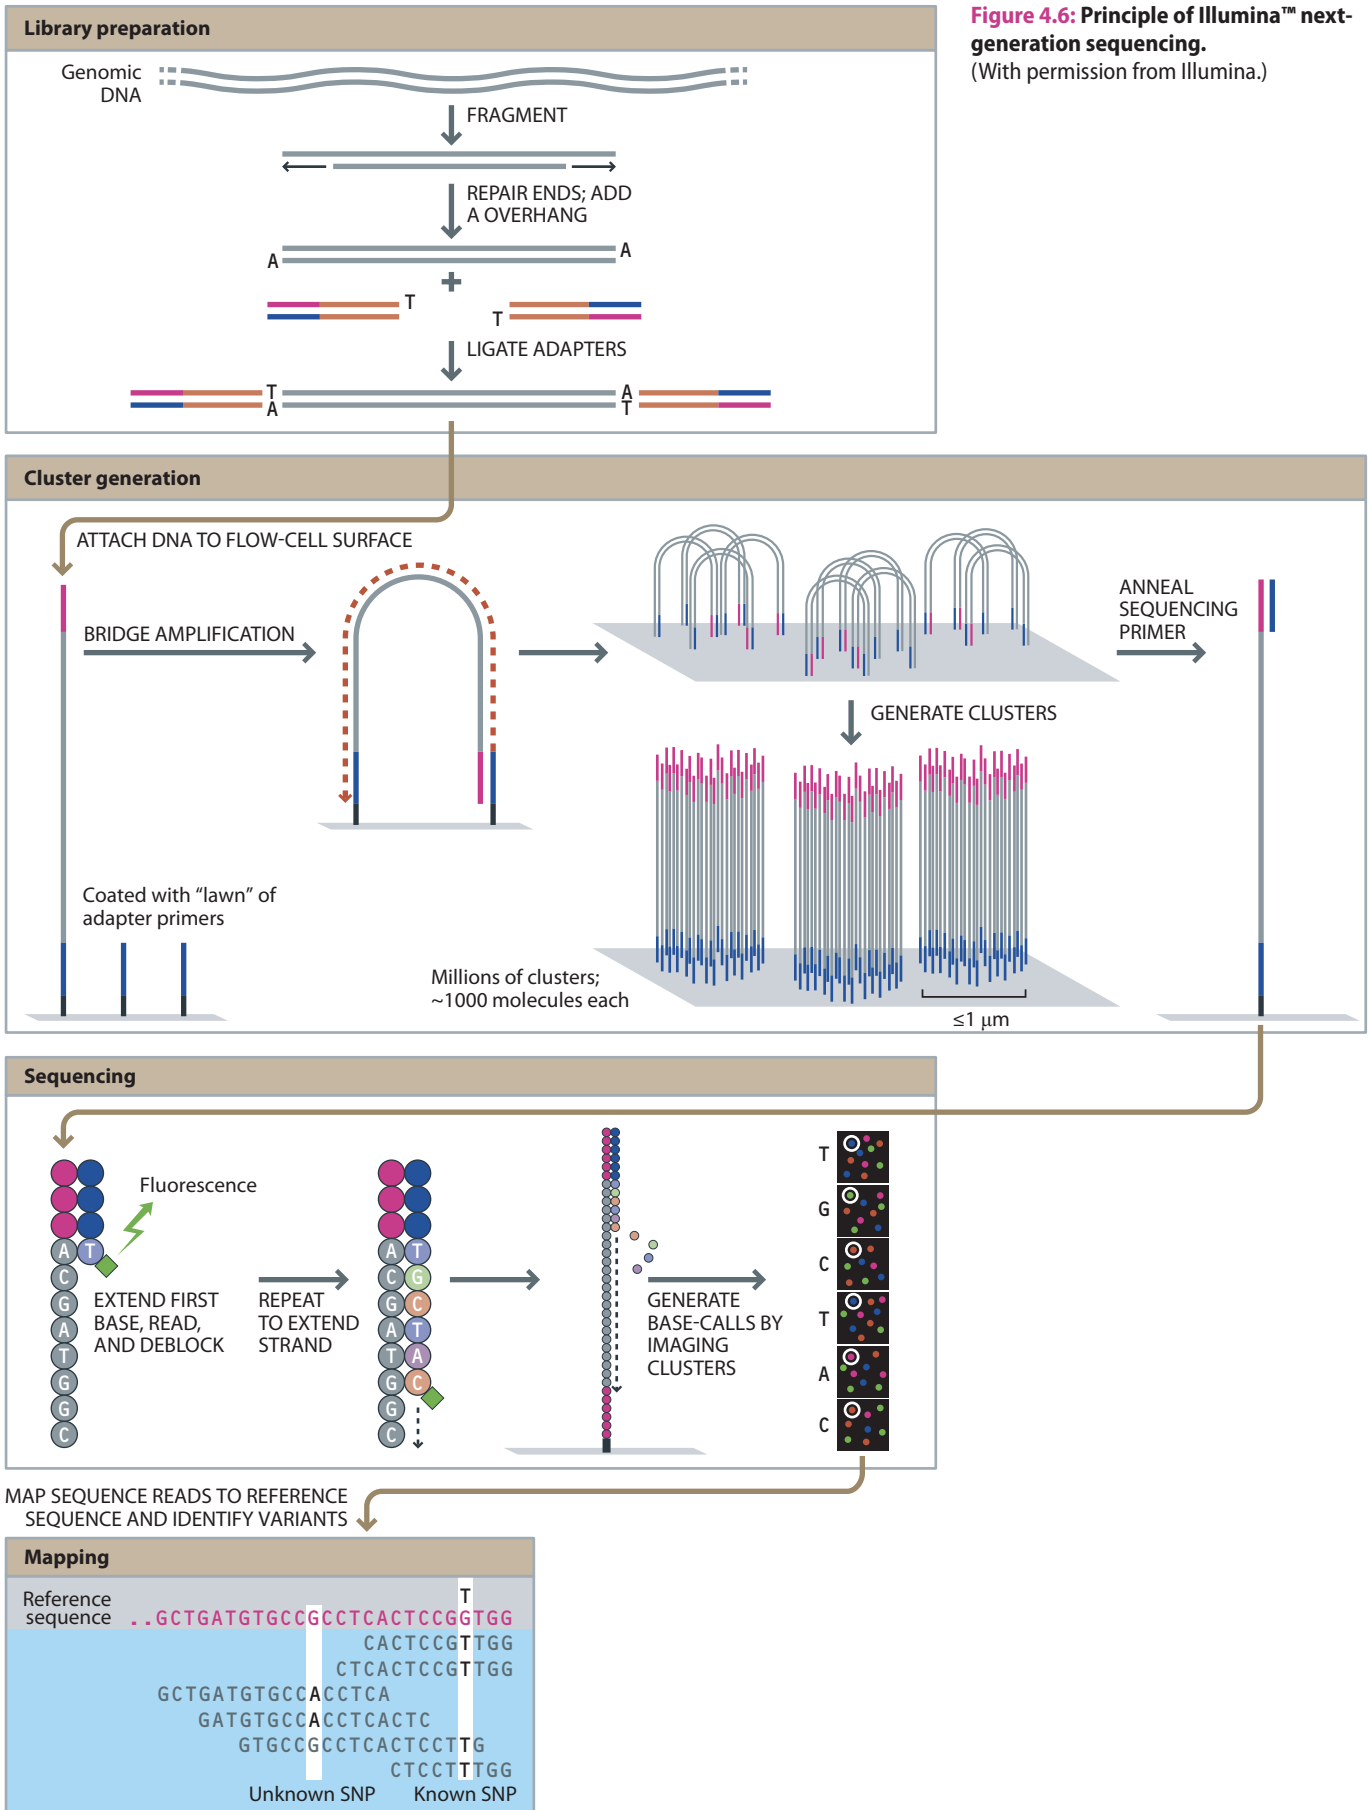 Figure 4.6: Principle of Illumina™ next-
generation sequencing.
(With permission from Illumina.)
Library preparation
Genomic
DNA
FRAGMENT
REPAIR ENDS; ADD
A OVERHANG
A
A
T
T
LIGATE ADAPTERS
T
A
A
T
Cluster generation
ATTACH DNA TO FLOW-CELL SURFACE
BRIDGE AMPLIFICATION
ANNEAL
SEQUENCING
PRIMER
GENERATE CLUSTERS
Coated with “lawn” of
adapter primers
Millions of clusters;
~1000 molecules each
≤1 μm
Sequencing
Fluorescence
A T
C
G
A
T
G
G
C
EXTEND FIRST
BASE, READ,
AND DEBLOCK
REPEAT
TO EXTEND
STRAND
A T
C G
G C
A T
T A
G C
G
C
GENERATE
BASE-CALLS BY
IMAGING
CLUSTERS
T
G
C
T
A
C
MAP SEQUENCE READS TO REFERENCE
SEQUENCE AND IDENTIFY VARIANTS
Mapping
T
Reference
sequence ..GCTGATGTGCCGCCTCACTCCGGTGG
CACTCCGTTGG
CTCACTCCGTTGG
GCTGATGTGCCACCTCA
GATGTGCCACCTCACTC
GTGCCGCCTCACTCCTTG
CTCCTTTGG
Unknown SNP Known SNP